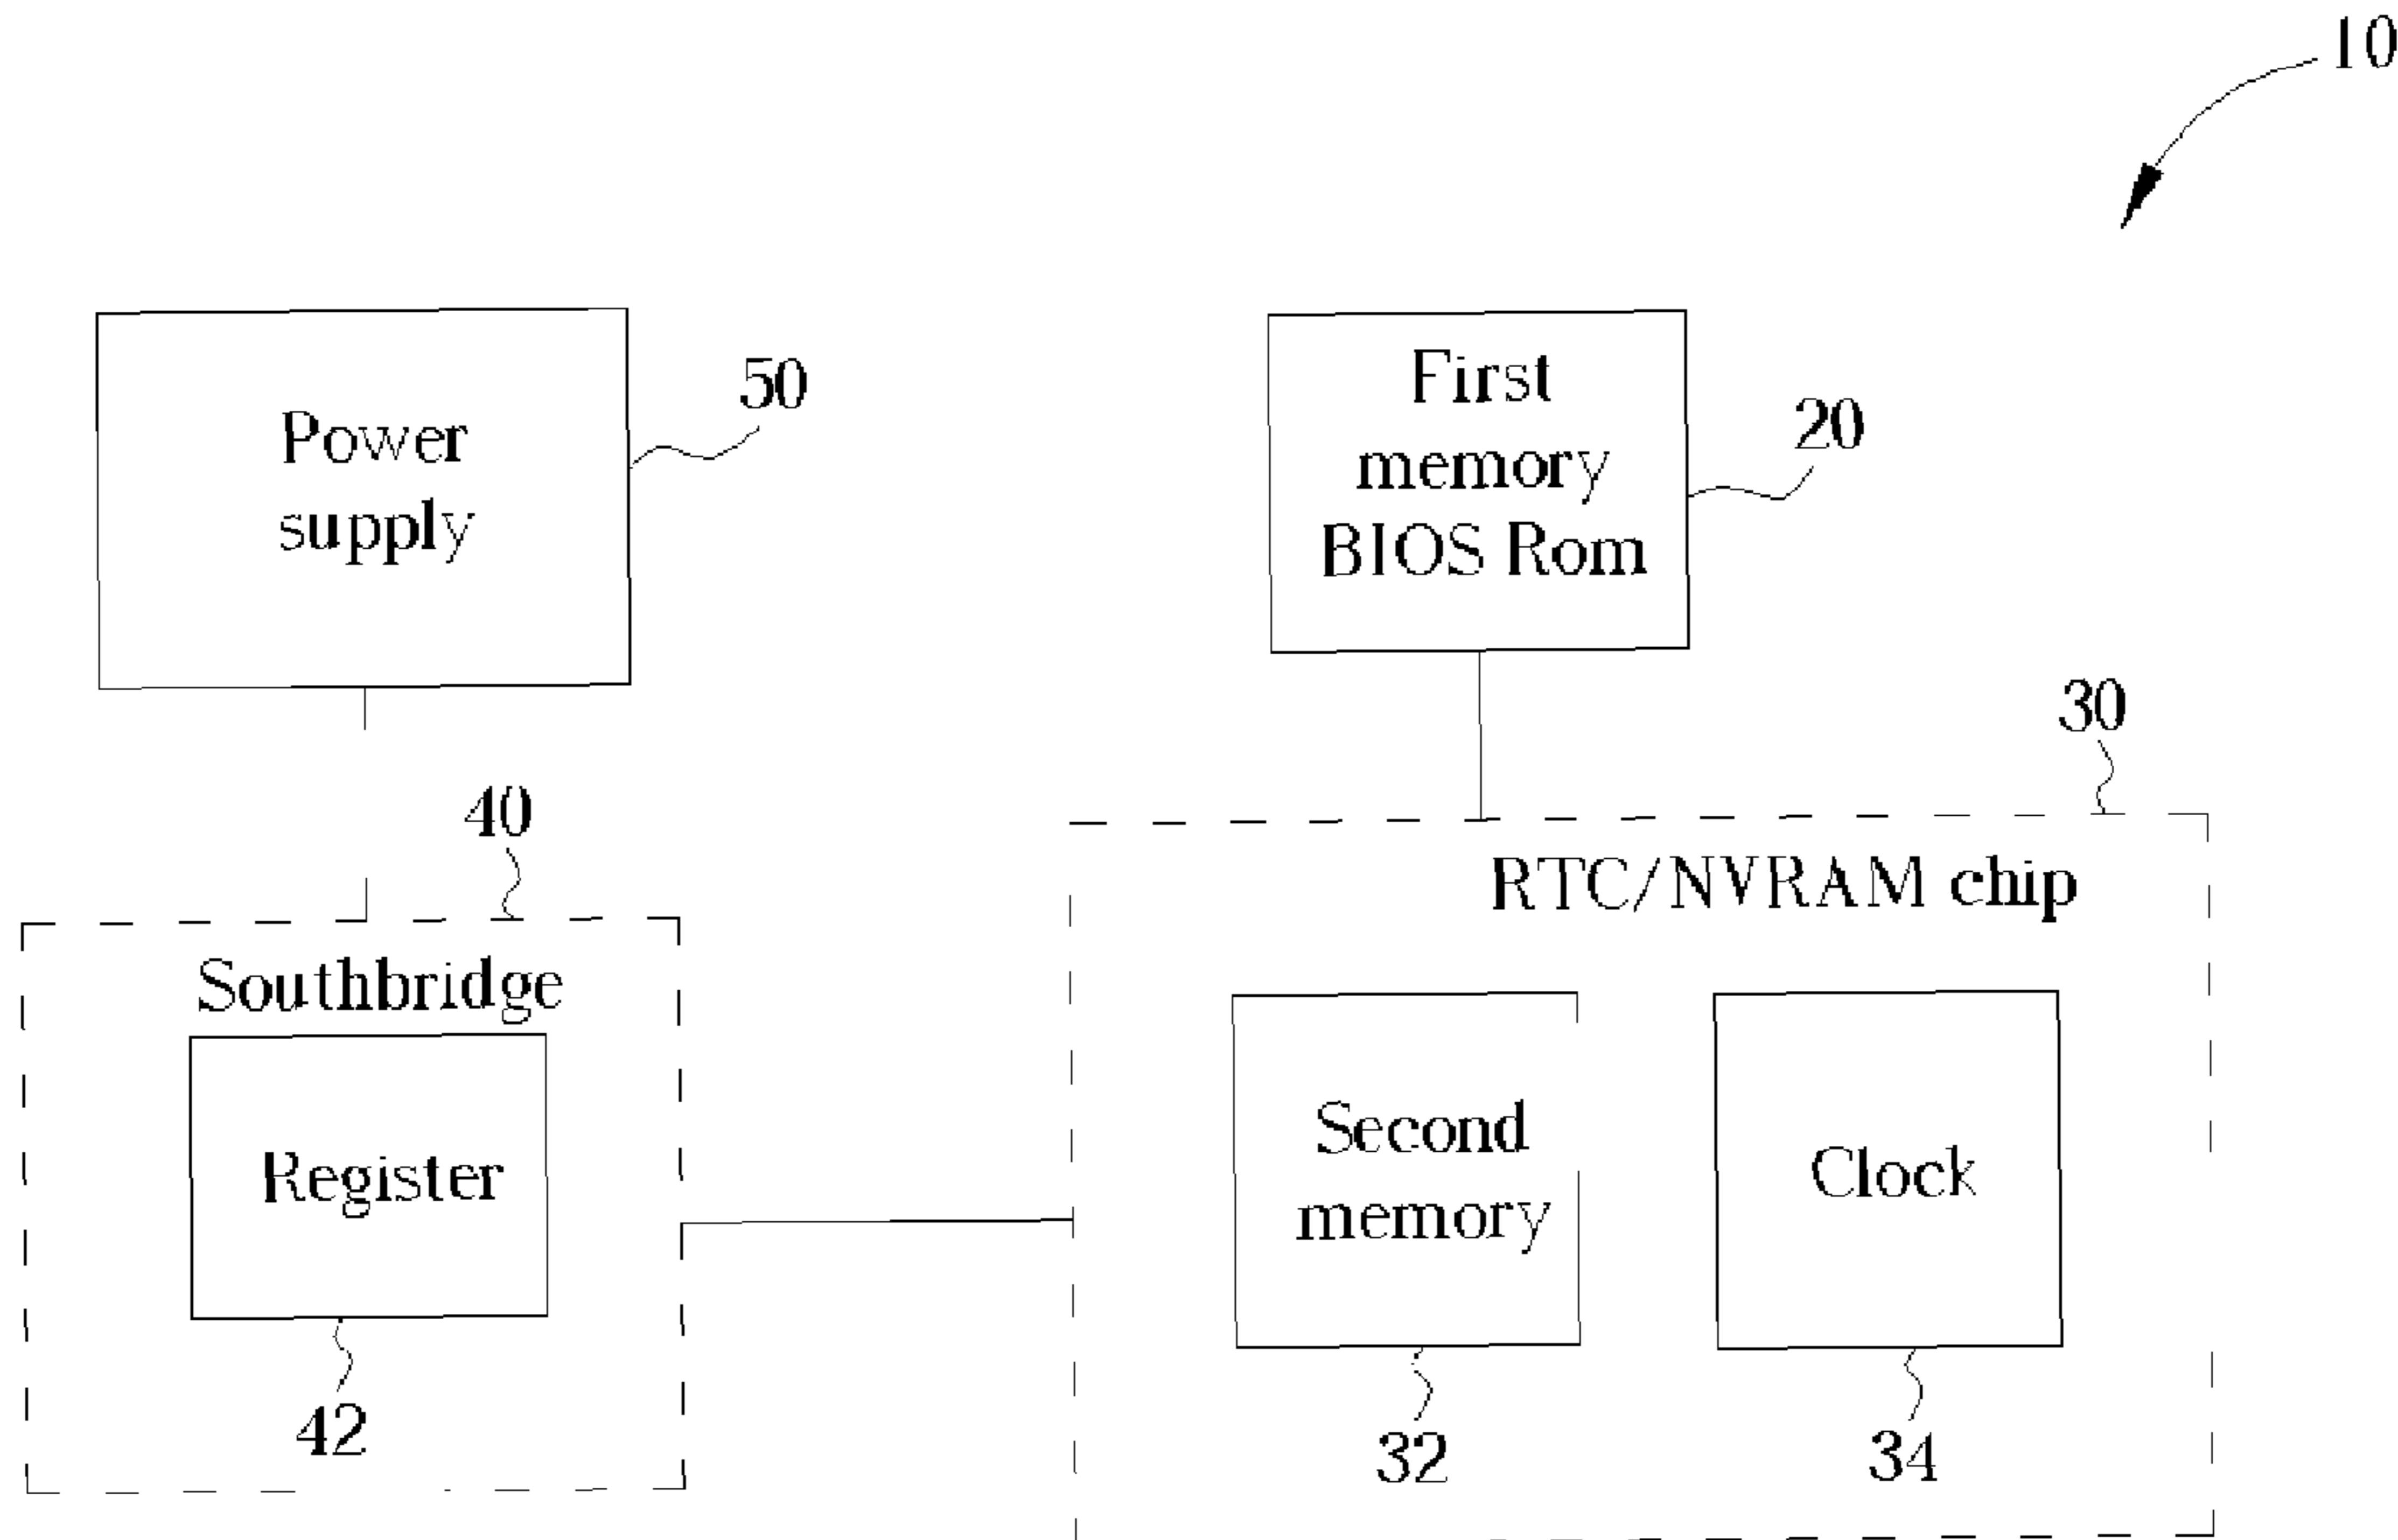 10
Power
supply
50
First
memory
BIOS Rom
20
30
40
RTC/NVRAM chip
Southbridge
Register
Second
memory
Clock
42
32
34